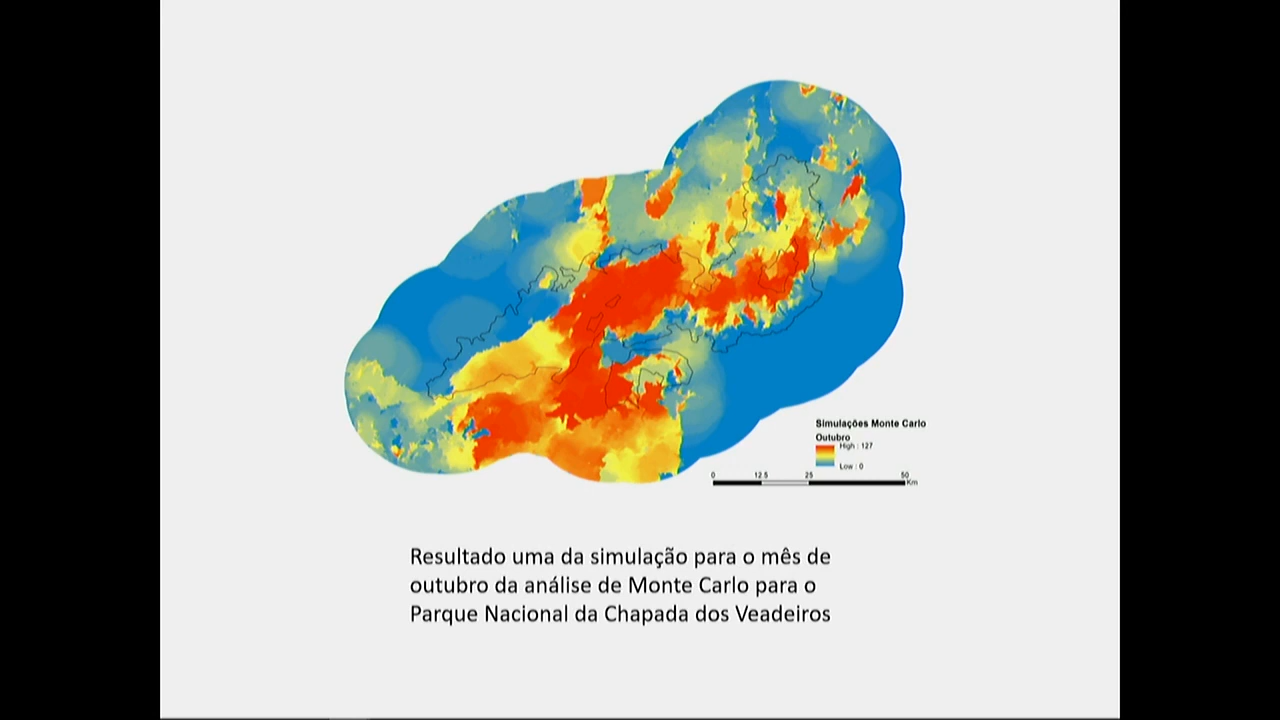 Simulações Monte Carlo
Outubro
High : 127
Low : 0
0 12.5 25 50
Km
Resultado uma da simulação para o mês de
outubro da análise de Monte Carlo para o
Parque Nacional da Chapada dos Veadeiros